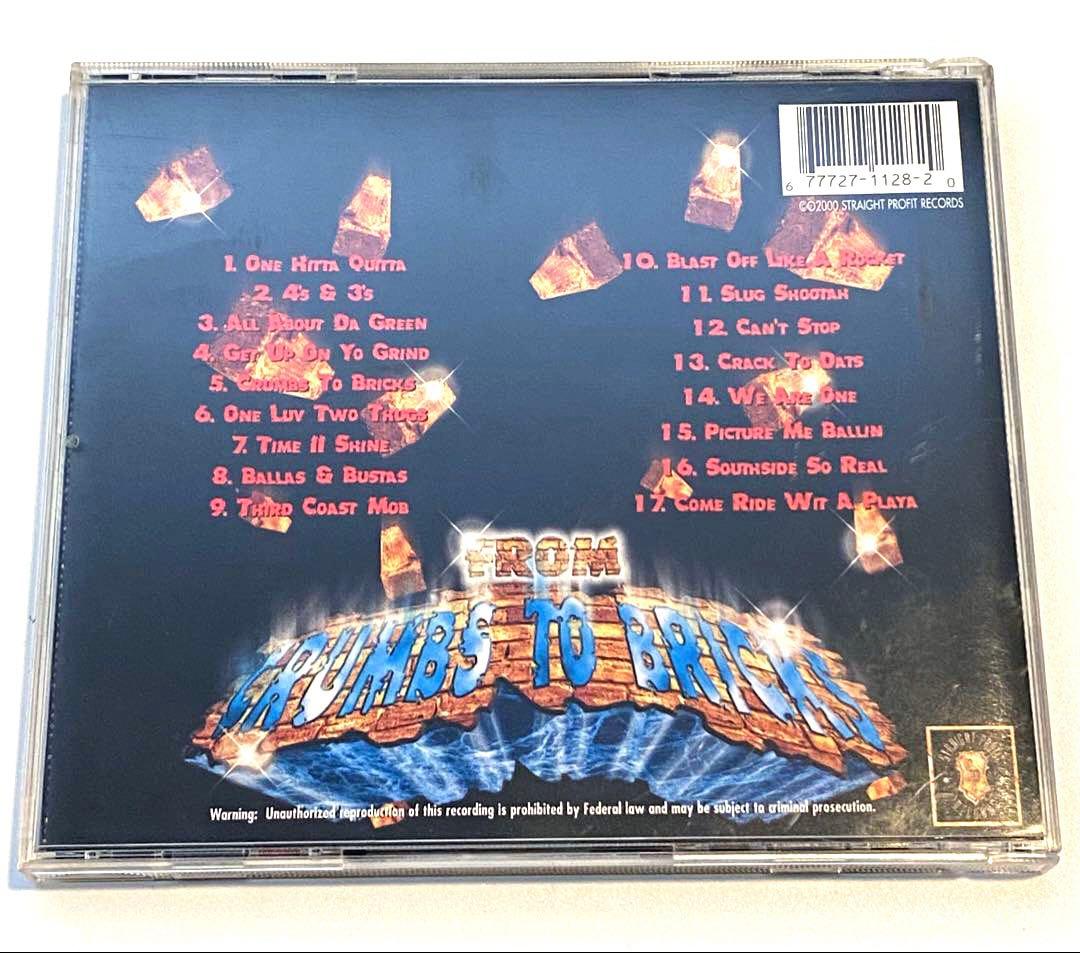 6 77727-1128-2 0
℗©2000 STRAIGHT PROFIT RECORDS
1. ONE HITTA QUITTA
2. 4's & 3's
3. ALL ABOUT DA GREEN
4. GET UP ON YO GRIND
5. CRUMBS TO BRICKS
6. ONE LUV TWO THUGS
7. TIME II SHINE
8. BALLAS & BUSTAS
9. THIRD COAST MOB
10. BLAST OFF LIKE A ROCKET
11. SLUG SHOOTAH
12. CAN'T STOP
13. CRACK TO DATS
14. WE ARE ONE
15. PICTURE ME BALLIN
16. SOUTHSIDE SO REAL
17. COME RIDE WIT A PLAYA
FROM
CRUMBS TO BRICKS
Warning: Unauthorized reproduction of this recording is prohibited by Federal law and may be subject to criminal prosecution.